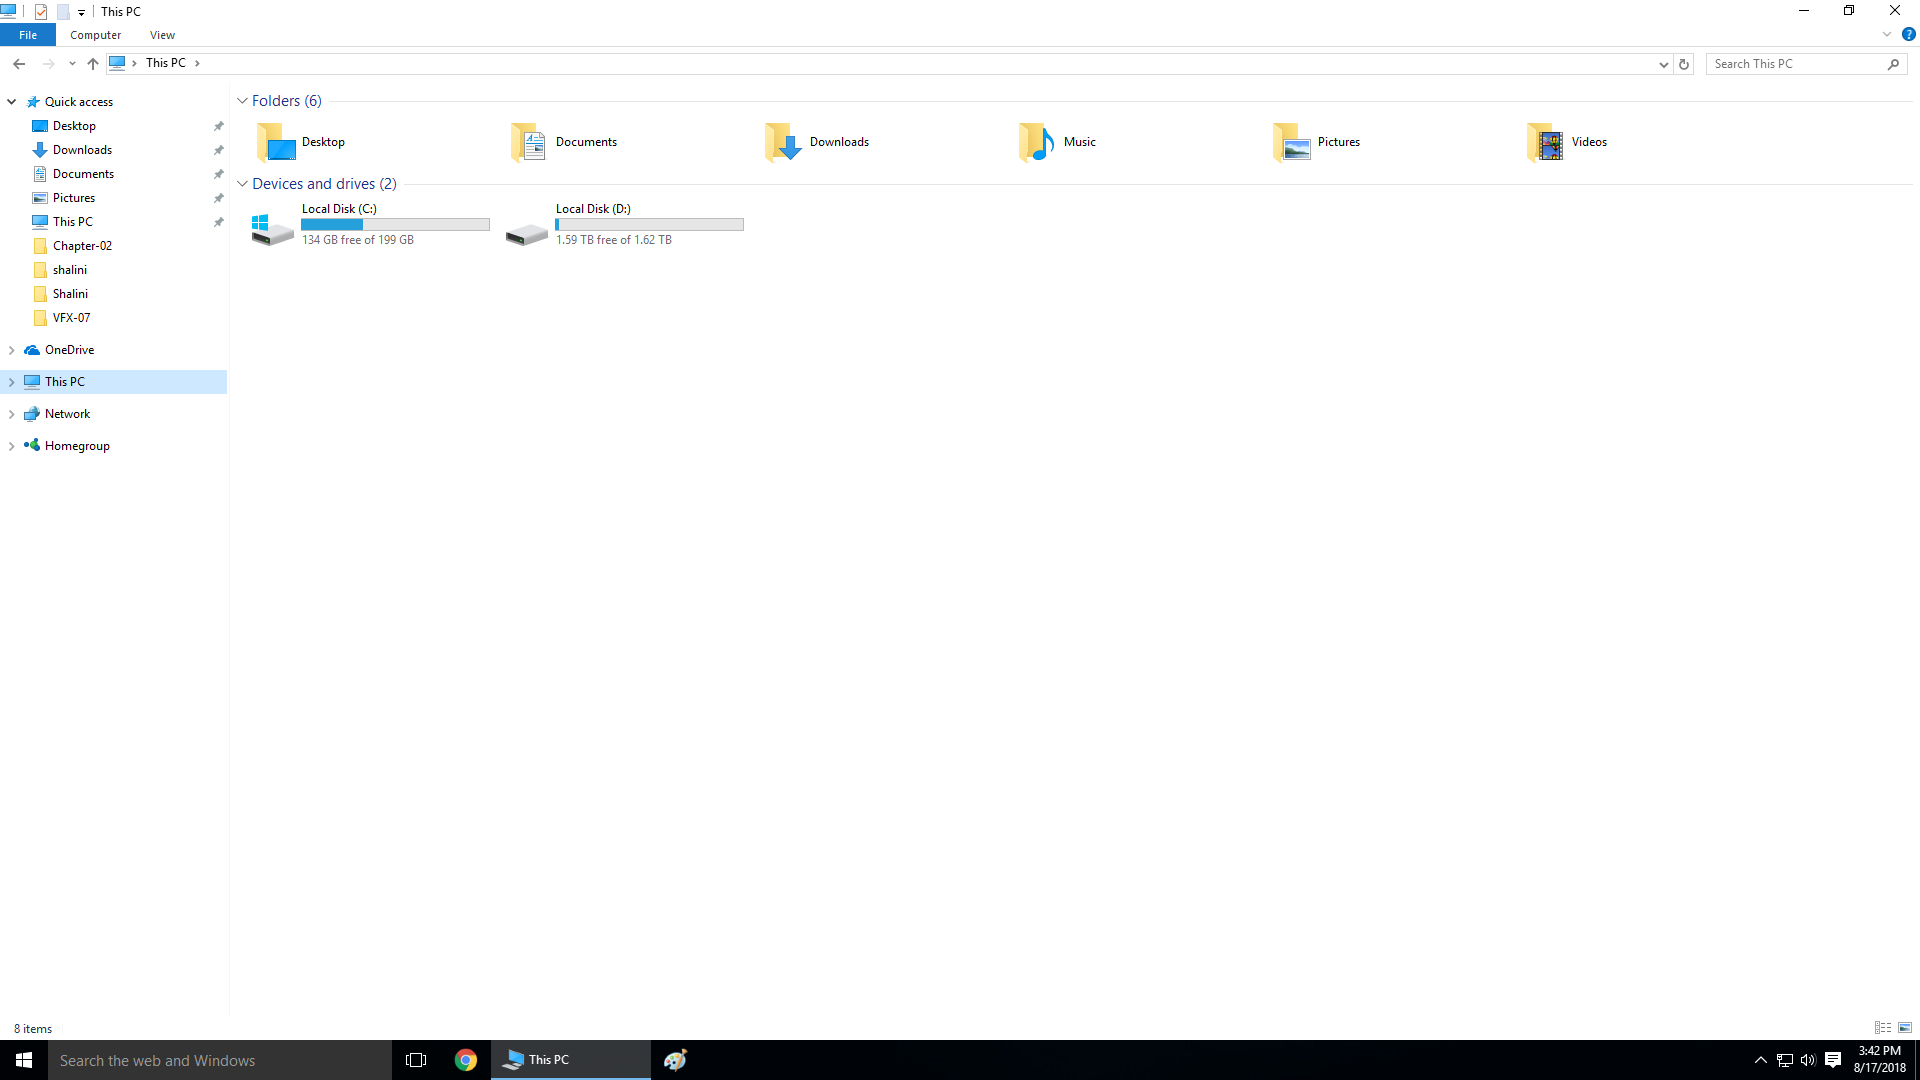 This PC
File Computer View
?
This PC
Search This PC
Quick access
Desktop
Downloads
Documents
Pictures
This PC
Chapter-02
shalini
Shalini
VFX-07
OneDrive
This PC
Network
Homegroup
Folders (6)
Desktop Documents Downloads Music Pictures Videos
Devices and drives (2)
Local Disk (C:)
134 GB free of 199 GB
Local Disk (D:)
1.59 TB free of 1.62 TB
8 items
Search the web and Windows
This PC
3:42 PM
8/17/2018